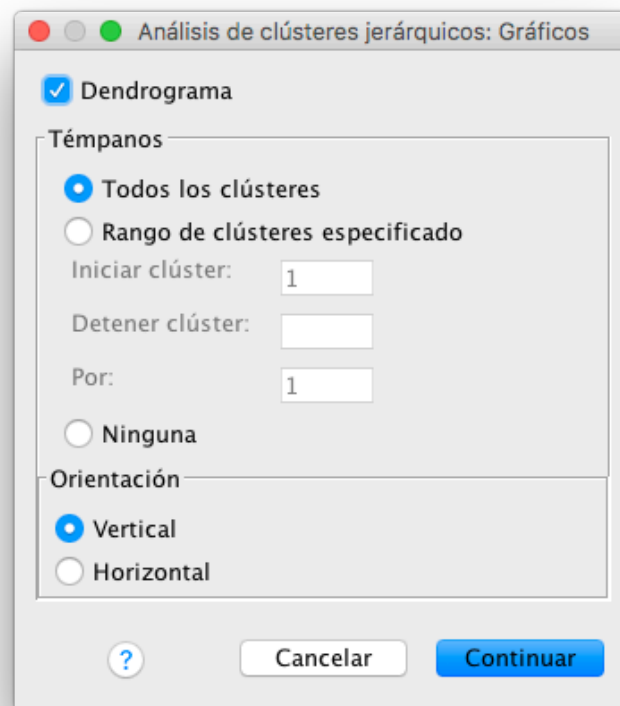 Análisis de clústeres jerárquicos: Gráficos
Dendrograma
Témpanos
Todos los clústeres
Rango de clústeres especificado
Iniciar clúster: 1
Detener clúster:
Por: 1
Ninguna
Orientación
Vertical
Horizontal
? Cancelar Continuar